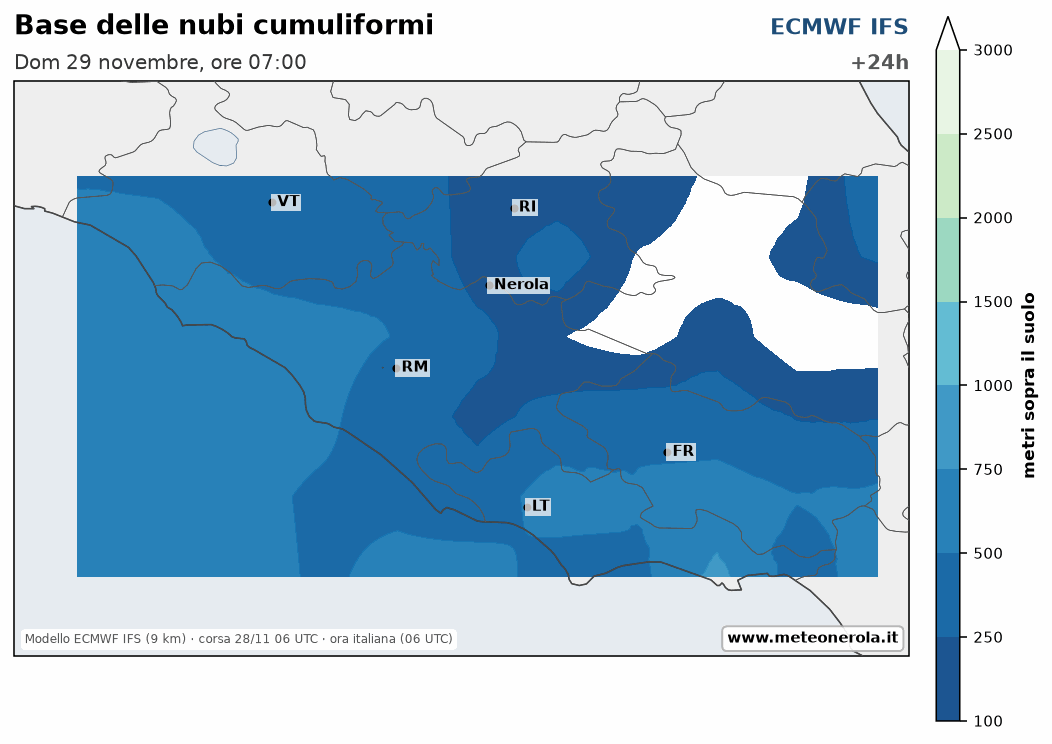 Base delle nubi cumuliformi
ECMWF IFS
Dom 29 novembre, ore 07:00
+24h
3000
2500
2000
1500
1000
750
500
250
100
metri sopra il suolo
VT
RI
Nerola
RM
FR
LT
Modello ECMWF IFS (9 km) · corsa 28/11 06 UTC · ora italiana (06 UTC)
www.meteonerola.it